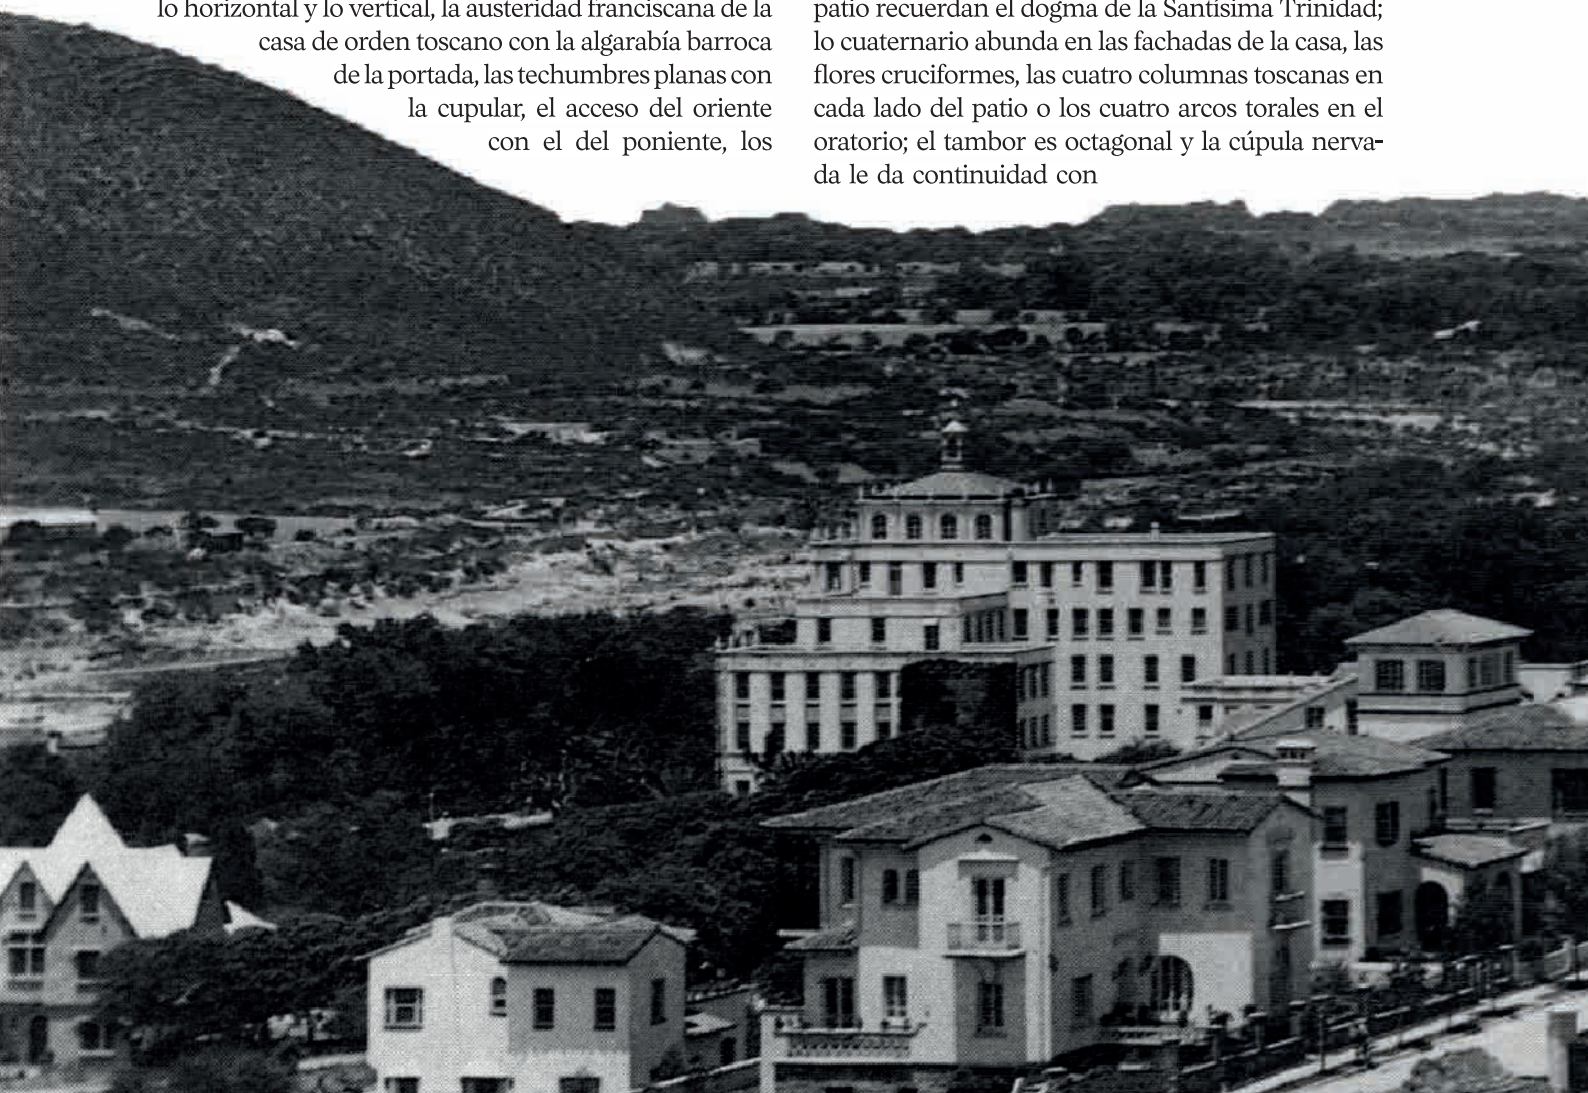 lo horizontal y lo vertical, la austeridad franciscana de la
casa de orden toscano con la algarabía barroca
de la portada, las techumbres planas con
la cupular, el acceso del oriente
con el del poniente, los
patio recuerdan el dogma de la Santísima Trinidad;
lo cuaternario abunda en las fachadas de la casa, las
flores cruciformes, las cuatro columnas toscanas en
cada lado del patio o los cuatro arcos torales en el
oratorio; el tambor es octagonal y la cúpula nerva-
da le da continuidad con